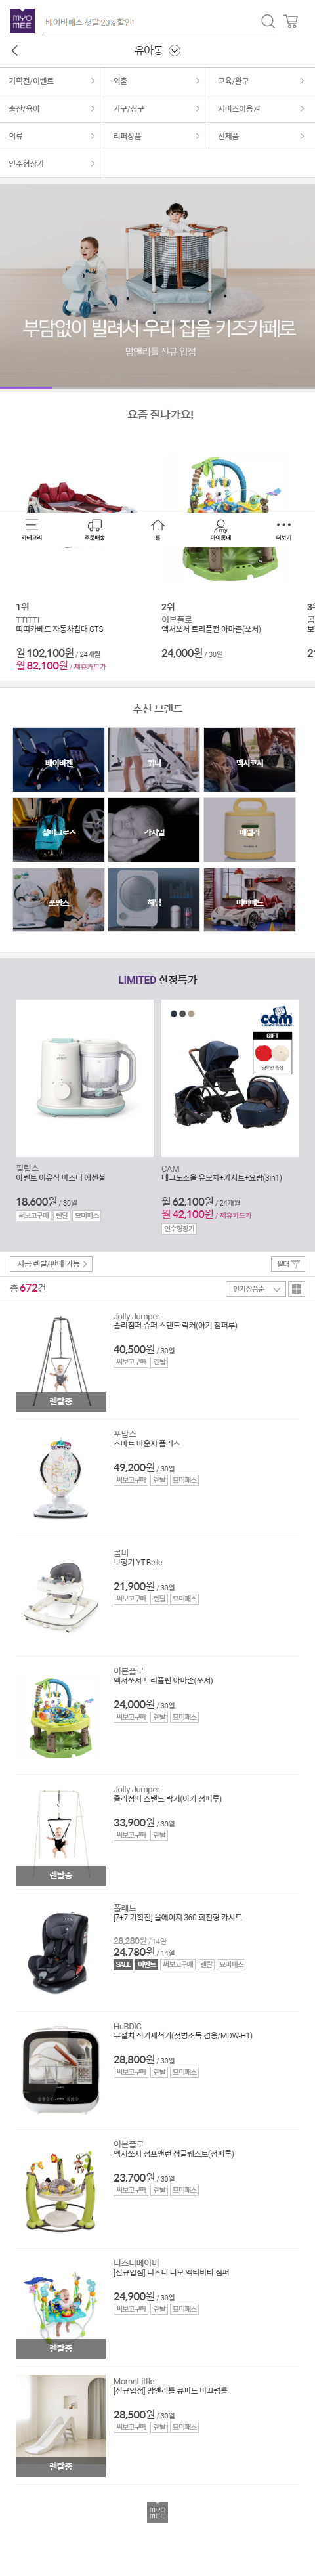 MYO
MEE
베이비페스 첫달 20% 할인!
유아동
기획전/이벤트
외출
교육/완구
출산/육아
가구/침구
서비스이용권
의류
리퍼상품
신제품
인수형장기
부담없이 빌려서 우리 집을 키즈카페로
맘앤리틀 신규 입점
요즘 잘나가요!
카테고리
주문배송
홈
my
마이롯데
더보기
1위
TTITTI
띠띠카베드 자동차침대 GTS
월 102,100원 / 24개월
월 82,100원 / 제휴카드가
2위
이븐플로
엑서쏘서 트리플펀 아마존(쏘서)
24,000원 / 30일
추천 브랜드
베이비젠
퀴니
맥시코시
실버크로스
각시밀
메델라
포맘스
해님
띠띠베드
LIMITED 한정특가
필립스
아벤트 이유식 마스터 에센셜
18,600원 / 30일
써보고구매 렌탈 묘미패스
cam
GIFT
CAM
테크노소울 유모차+카시트+요람(3in1)
월 62,100원 / 24개월
월 42,100원 / 제휴카드가
인수형장기
지금 렌탈/판매 가능
필터
총 672건
인기상품순
Jolly Jumper
졸리점퍼 슈퍼 스탠드 락커(아기 점퍼루)
40,500원 / 30일
써보고구매 렌탈
렌탈중
포맘스
스마트 바운서 플러스
49,200원 / 30일
써보고구매 렌탈 묘미패스
콤비
보행기 YT-Belle
21,900원 / 30일
써보고구매 렌탈 묘미패스
이븐플로
엑서쏘서 트리플펀 아마존(쏘서)
24,000원 / 30일
써보고구매 렌탈 묘미패스
Jolly Jumper
졸리점퍼 스탠드 락커(아기 점퍼루)
33,900원 / 30일
써보고구매 렌탈
렌탈중
폴레드
[7+7 기획전] 올에이지 360 회전형 카시트
28,280원 / 14일
24,780원 / 14일
SALE 이벤트 써보고구매 렌탈 묘미패스
HuBDIC
무설치 식기세척기(젖병소독 겸용/MDW-H1)
28,800원 / 30일
써보고구매 렌탈 묘미패스
이븐플로
엑서쏘서 점프앤런 정글퀘스트(점퍼루)
23,700원 / 30일
써보고구매 렌탈 묘미패스
디즈니베이비
[신규입점] 디즈니 니모 액티비티 점퍼
24,900원 / 30일
써보고구매 렌탈 묘미패스
렌탈중
MomnLittle
[신규입점] 맘앤리틀 큐피드 미끄럼틀
28,500원 / 30일
써보고구매 렌탈 묘미패스
렌탈중
MYO
MEE